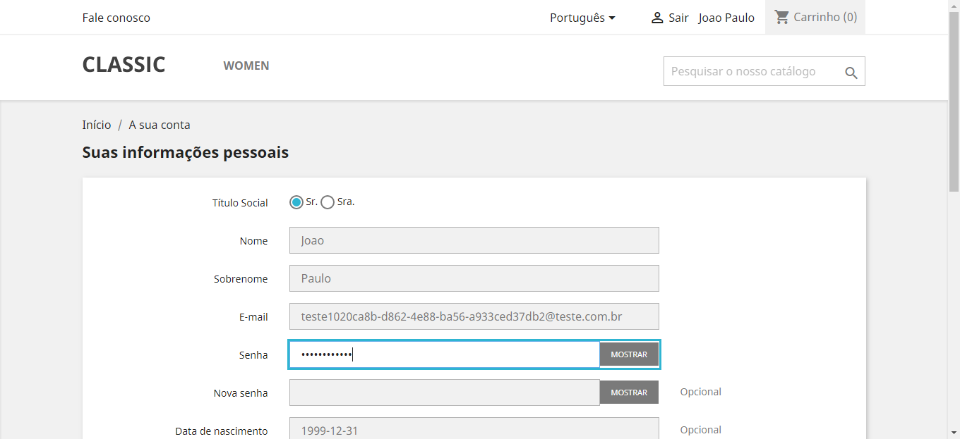 Fale conosco Português Sair Joao Paulo Carrinho (0)
CLASSIC WOMEN Pesquisar o nosso catálogo
Início / A sua conta
Suas informações pessoais
Título Social Sr. Sra.
Nome Joao
Sobrenome Paulo
E-mail teste1020ca8b-d862-4e88-ba56-a933ced37db2@teste.com.br
Senha •••••••••••• MOSTRAR
Nova senha MOSTRAR Opcional
Data de nascimento 1999-12-31 Opcional